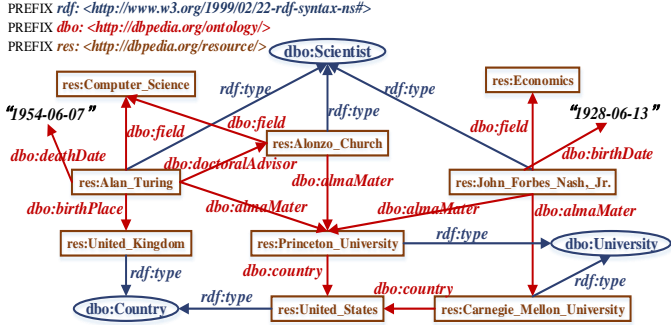 PREFIX rdf: <http://www.w3.org/1999/02/22-rdf-syntax-ns#>
PREFIX dbo: <http://dbpedia.org/ontology/>
PREFIX res: <http://dbpedia.org/resource/>
dbo:Scientist
res:Computer_Science
res:Economics
rdf:type
rdf:type
rdf:type
“1954-06-07”
“1928-06-13”
dbo:field
dbo:field
dbo:field
res:Alonzo_Church
dbo:deathDate
dbo:doctoralAdvisor
dbo:birthDate
res:Alan_Turing
res:John_Forbes_Nash,_Jr.
dbo:almaMater
dbo:birthPlace
dbo:almaMater
dbo:almaMater
dbo:almaMater
res:United_Kingdom
res:Princeton_University
rdf:type
dbo:University
rdf:type
dbo:country
rdf:type
dbo:Country
rdf:type
res:United_States
dbo:country
res:Carnegie_Mellon_University